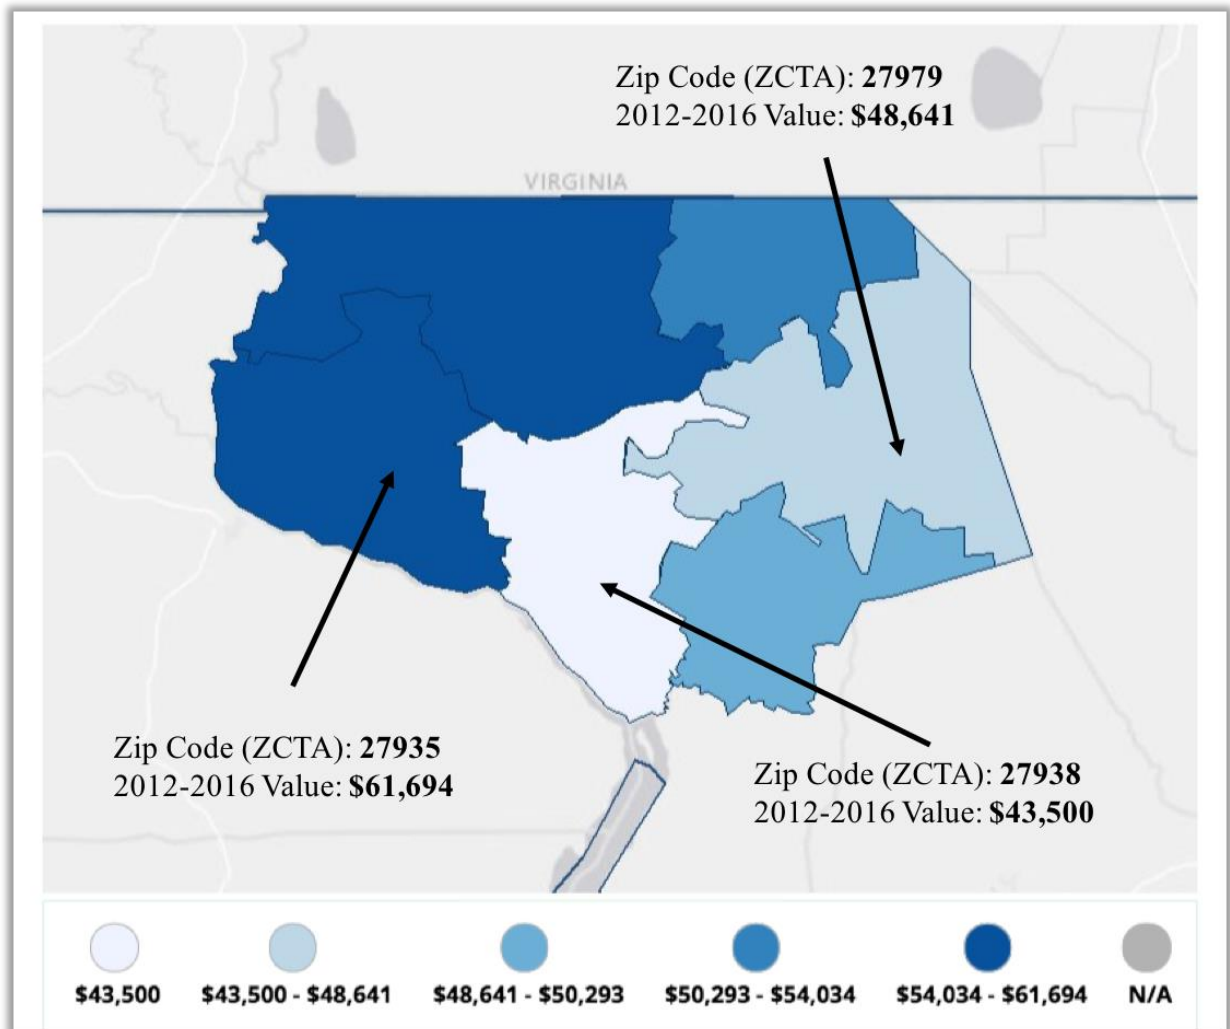 Zip Code (ZCTA): 27979
2012-2016 Value: $48,641
VIRGINIA
Zip Code (ZCTA): 27935
2012-2016 Value: $61,694
Zip Code (ZCTA): 27938
2012-2016 Value: $43,500
$43,500
$43,500 - $48,641
$48,641 - $50,293
$50,293 - $54,034
$54,034 - $61,694
N/A